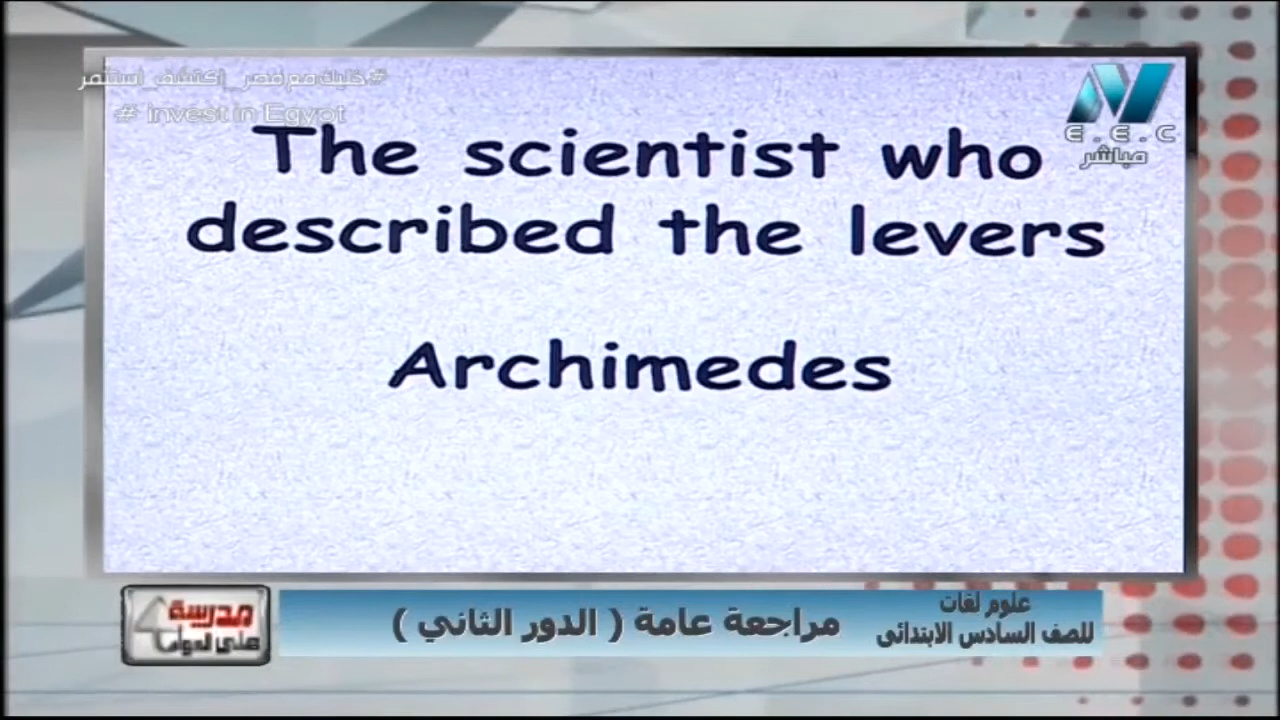 #خليك_مع_مصر_إكتشف_إستثمر
# Invest in Egypt
E.E.C
مباشر
The scientist who
described the levers
Archimedes
مدرسة
على الهواء
مراجعة عامة ( الدور الثاني )
علوم لغات
للصف السادس الابتدائى